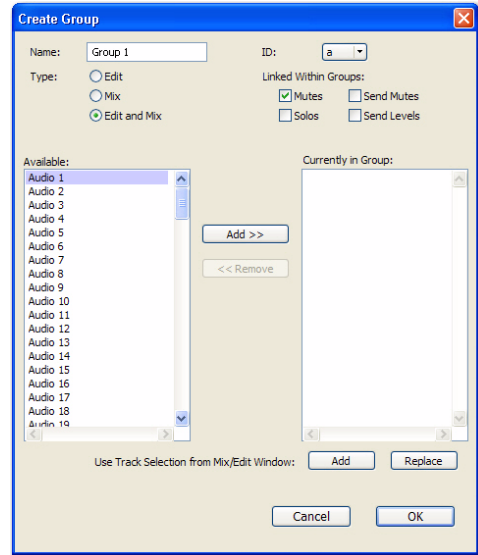 Create Group
Name: Group 1 ID: a
Type: Edit Linked Within Groups:
Mix Mutes Send Mutes
Edit and Mix Solos Send Levels
Available: Currently in Group:
Audio 1
Audio 2
Audio 3
Audio 4
Audio 5
Audio 6
Audio 7
Audio 8
Audio 9
Audio 10
Audio 11
Audio 12
Audio 13
Audio 14
Audio 15
Audio 16
Audio 17
Audio 18
Audio 19
Add >>
<< Remove
Use Track Selection from Mix/Edit Window: Add Replace
Cancel OK